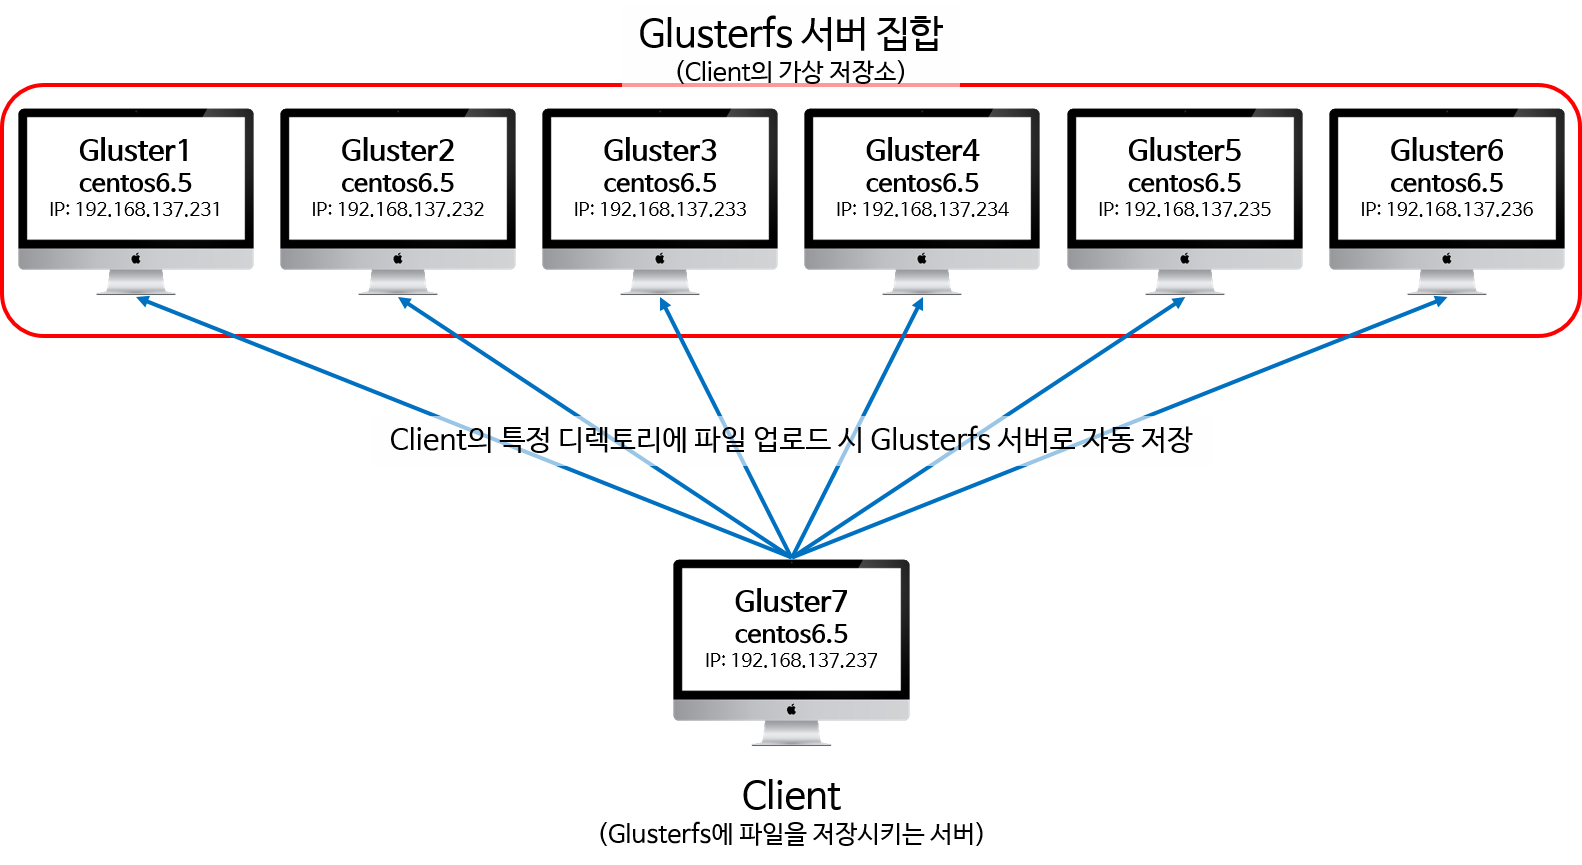 Glusterfs 서버 집합
(Client의 가상 저장소)
Gluster1
centos6.5
IP: 192.168.137.231
Gluster2
centos6.5
IP: 192.168.137.232
Gluster3
centos6.5
IP: 192.168.137.233
Gluster4
centos6.5
IP: 192.168.137.234
Gluster5
centos6.5
IP: 192.168.137.235
Gluster6
centos6.5
IP: 192.168.137.236
Client의 특정 디렉토리에 파일 업로드 시 Glusterfs 서버로 자동 저장
Gluster7
centos6.5
IP: 192.168.137.237
Client
(Glusterfs에 파일을 저장시키는 서버)